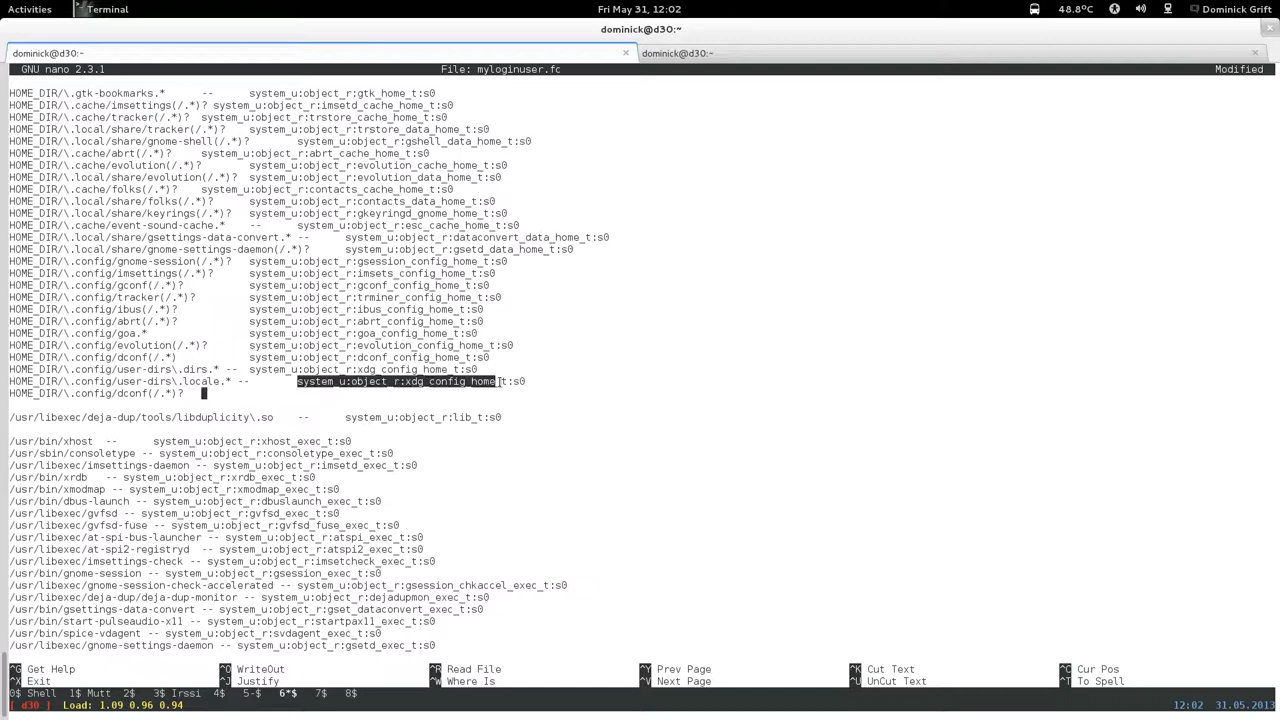 Activities Terminal Fri May 31, 12:02 48.8°C Dominick Grift
dominick@d30:~
dominick@d30:~ × dominick@d30:~ ×
GNU nano 2.3.1 File: myloginuser.fc Modified
HOME_DIR/\.gtk-bookmarks.* -- system_u:object_r:gtk_home_t:s0
HOME_DIR/\.cache/imsettings(/.*)? system_u:object_r:imsetd_cache_home_t:s0
HOME_DIR/\.cache/tracker(/.*)? system_u:object_r:trstore_cache_home_t:s0
HOME_DIR/\.local/share/tracker(/.*)? system_u:object_r:trstore_data_home_t:s0
HOME_DIR/\.local/share/gnome-shell(/.*)? system_u:object_r:gshell_data_home_t:s0
HOME_DIR/\.cache/abrt(/.*)? system_u:object_r:abrt_cache_home_t:s0
HOME_DIR/\.cache/evolution(/.*)? system_u:object_r:evolution_cache_home_t:s0
HOME_DIR/\.local/share/evolution(/.*)? system_u:object_r:evolution_data_home_t:s0
HOME_DIR/\.cache/folks(/.*)? system_u:object_r:contacts_cache_home_t:s0
HOME_DIR/\.local/share/folks(/.*)? system_u:object_r:contacts_data_home_t:s0
HOME_DIR/\.local/share/keyrings(/.*)? system_u:object_r:gkeyringd_gnome_home_t:s0
HOME_DIR/\.cache/event-sound-cache.* -- system_u:object_r:esc_cache_home_t:s0
HOME_DIR/\.local/share/gsettings-data-convert.* -- system_u:object_r:dataconvert_data_home_t:s0
HOME_DIR/\.local/share/gnome-settings-daemon(/.*)? system_u:object_r:gsetd_data_home_t:s0
HOME_DIR/\.config/gnome-session(/.*)? system_u:object_r:gsession_config_home_t:s0
HOME_DIR/\.config/imsettings(/.*)? system_u:object_r:imsets_config_home_t:s0
HOME_DIR/\.config/gconf(/.*)? system_u:object_r:gconf_config_home_t:s0
HOME_DIR/\.config/tracker(/.*)? system_u:object_r:trminer_config_home_t:s0
HOME_DIR/\.config/ibus(/.*)? system_u:object_r:ibus_config_home_t:s0
HOME_DIR/\.config/abrt(/.*)? system_u:object_r:abrt_config_home_t:s0
HOME_DIR/\.config/goa.* system_u:object_r:goa_config_home_t:s0
HOME_DIR/\.config/evolution(/.*)? system_u:object_r:evolution_config_home_t:s0
HOME_DIR/\.config/dconf(/.*) system_u:object_r:dconf_config_home_t:s0
HOME_DIR/\.config/user-dirs\.dirs.* -- system_u:object_r:xdg_config_home_t:s0
HOME_DIR/\.config/user-dirs\.locale.* -- system_u:object_r:xdg_config_home_t:s0
HOME_DIR/\.config/dconf(/.*)?
/usr/libexec/deja-dup/tools/libduplicity\.so -- system_u:object_r:lib_t:s0
/usr/bin/xhost -- system_u:object_r:xhost_exec_t:s0
/usr/sbin/consoletype -- system_u:object_r:consoletype_exec_t:s0
/usr/libexec/imsettings-daemon -- system_u:object_r:imsetd_exec_t:s0
/usr/bin/xrdb -- system_u:object_r:xrdb_exec_t:s0
/usr/bin/xmodmap -- system_u:object_r:xmodmap_exec_t:s0
/usr/bin/dbus-launch -- system_u:object_r:dbuslaunch_exec_t:s0
/usr/libexec/gvfsd -- system_u:object_r:gvfsd_exec_t:s0
/usr/libexec/gvfsd-fuse -- system_u:object_r:gvfsd_fuse_exec_t:s0
/usr/libexec/at-spi-bus-launcher -- system_u:object_r:atspi_exec_t:s0
/usr/libexec/at-spi2-registryd -- system_u:object_r:atspi2_exec_t:s0
/usr/libexec/imsettings-check -- system_u:object_r:imsetcheck_exec_t:s0
/usr/bin/gnome-session -- system_u:object_r:gsession_exec_t:s0
/usr/libexec/gnome-session-check-accelerated -- system_u:object_r:gsession_chkaccel_exec_t:s0
/usr/libexec/deja-dup/deja-dup-monitor -- system_u:object_r:dejadupmon_exec_t:s0
/usr/bin/gsettings-data-convert -- system_u:object_r:gset_dataconvert_exec_t:s0
/usr/bin/start-pulseaudio-x11 -- system_u:object_r:startpax11_exec_t:s0
/usr/bin/spice-vdagent -- system_u:object_r:svdagent_exec_t:s0
/usr/libexec/gnome-settings-daemon -- system_u:object_r:gsetd_exec_t:s0
^G Get Help ^O WriteOut ^R Read File ^Y Prev Page ^K Cut Text ^C Cur Pos
^X Exit ^J Justify ^W Where Is ^V Next Page ^U UnCut Text ^T To Spell
0$ Shell 1$ Mutt 2$ 3$ Irssi 4$ 5-$ 6*$ 7$ 8$
[ d30 ] Load: 1.09 0.96 0.94 12:02 31.05.2013